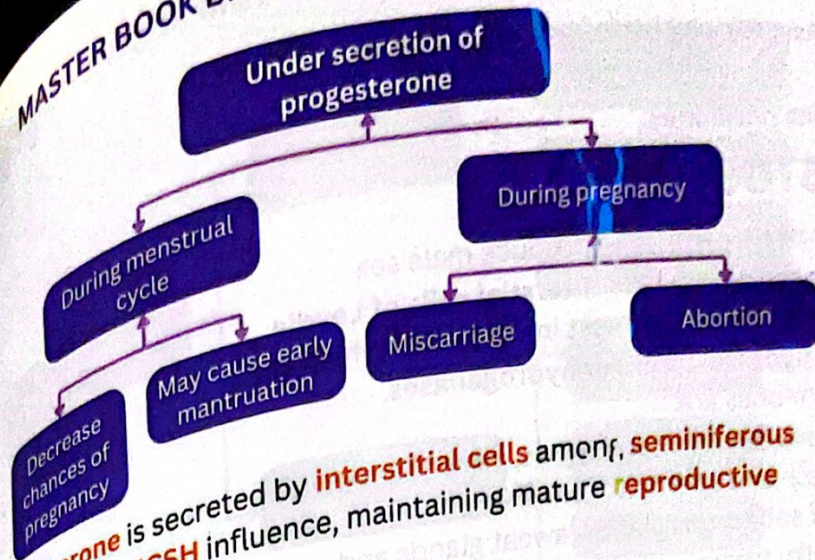 MASTER BOOK
Under secretion of
progesterone
During pregnancy
During menstrual
cycle
Miscarriage
Abortion
May cause early
mantruation
Decrease
chances of
pregnancy
rone is secreted by interstitial cells among, seminiferous
CSH influence, maintaining mature reproductive